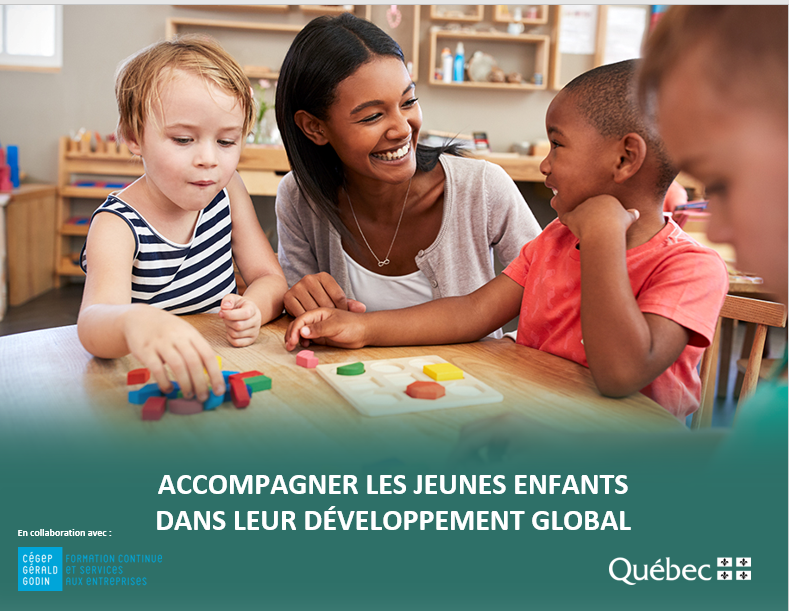 ACCOMPAGNER LES JEUNES ENFANTS
DANS LEUR DÉVELOPPEMENT GLOBAL
En collaboration avec :
CÉGEP
GÉRALD
GODIN
FORMATION CONTINUE
ET SERVICES
AUX ENTREPRISES
Québec